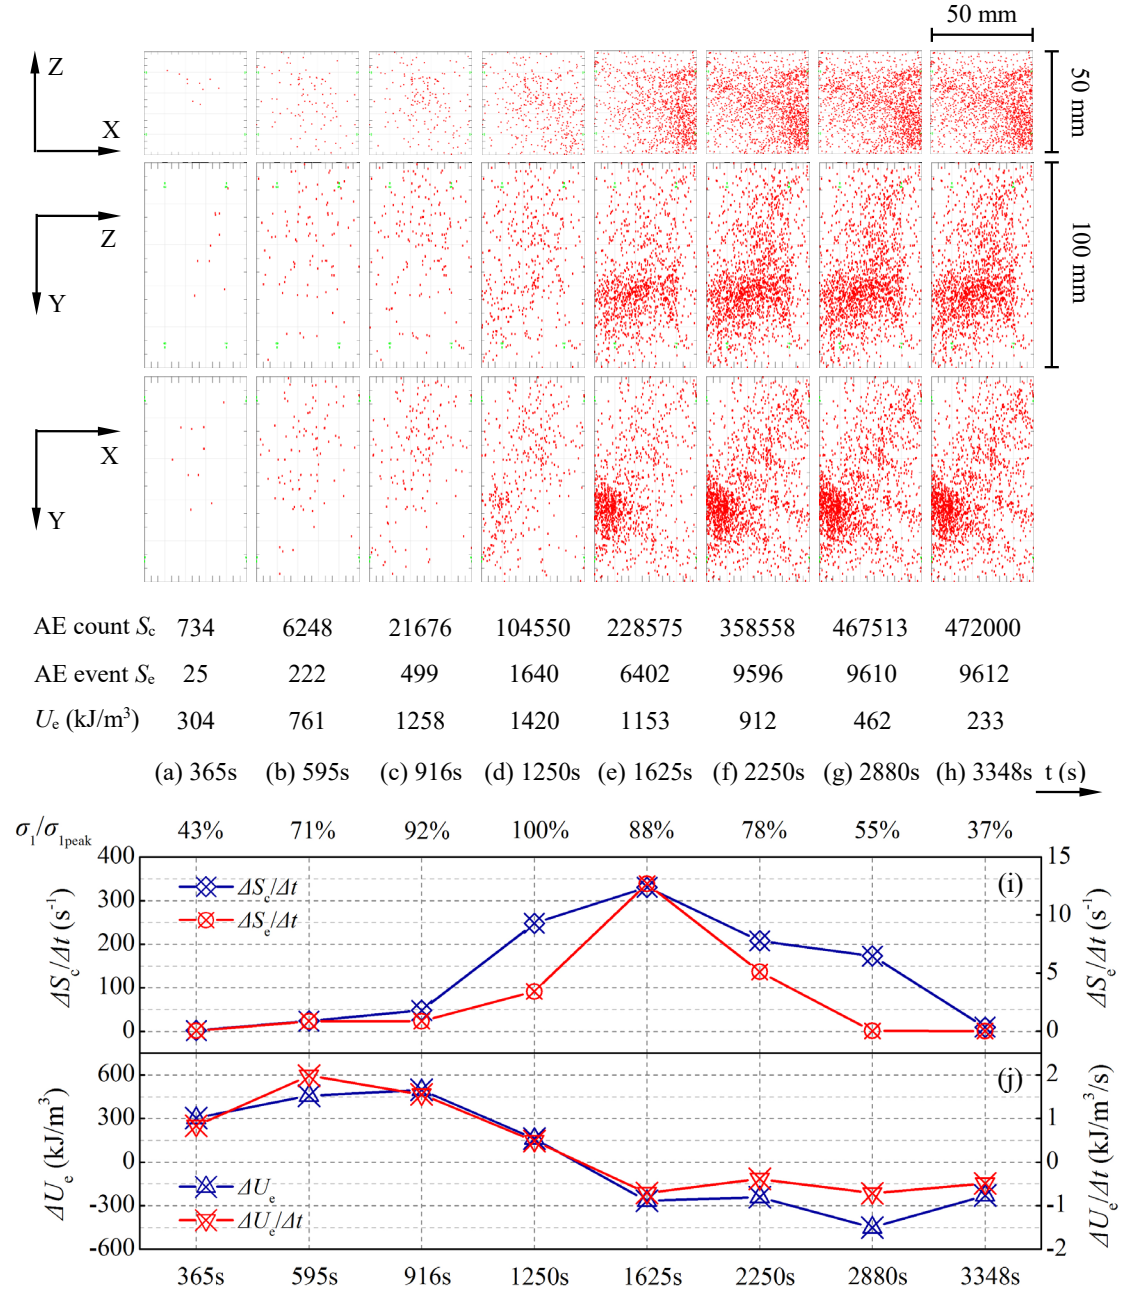 50 mm
Z
X
50 mm
Z
Y
100 mm
X
Y
AE count Sc 734 6248 21676 104550 228575 358558 467513 472000
AE event Se 25 222 499 1640 6402 9596 9610 9612
Ue (kJ/m³) 304 761 1258 1420 1153 912 462 233
(a) 365s (b) 595s (c) 916s (d) 1250s (e) 1625s (f) 2250s (g) 2880s (h) 3348s t (s)
σ1/σ1peak 43% 71% 92% 100% 88% 78% 55% 37%
400 15
(i)
ΔSc/Δt
300
ΔSe/Δt
10
200
5
100
0 0
ΔSc/Δt (s⁻¹)
ΔSe/Δt (s⁻¹)
600 2
(j)
300 1
0 0
ΔUe
-300 -1
ΔUe/Δt
-600 -2
ΔUe (kJ/m³)
ΔUe/Δt (kJ/m³/s)
365s 595s 916s 1250s 1625s 2250s 2880s 3348s